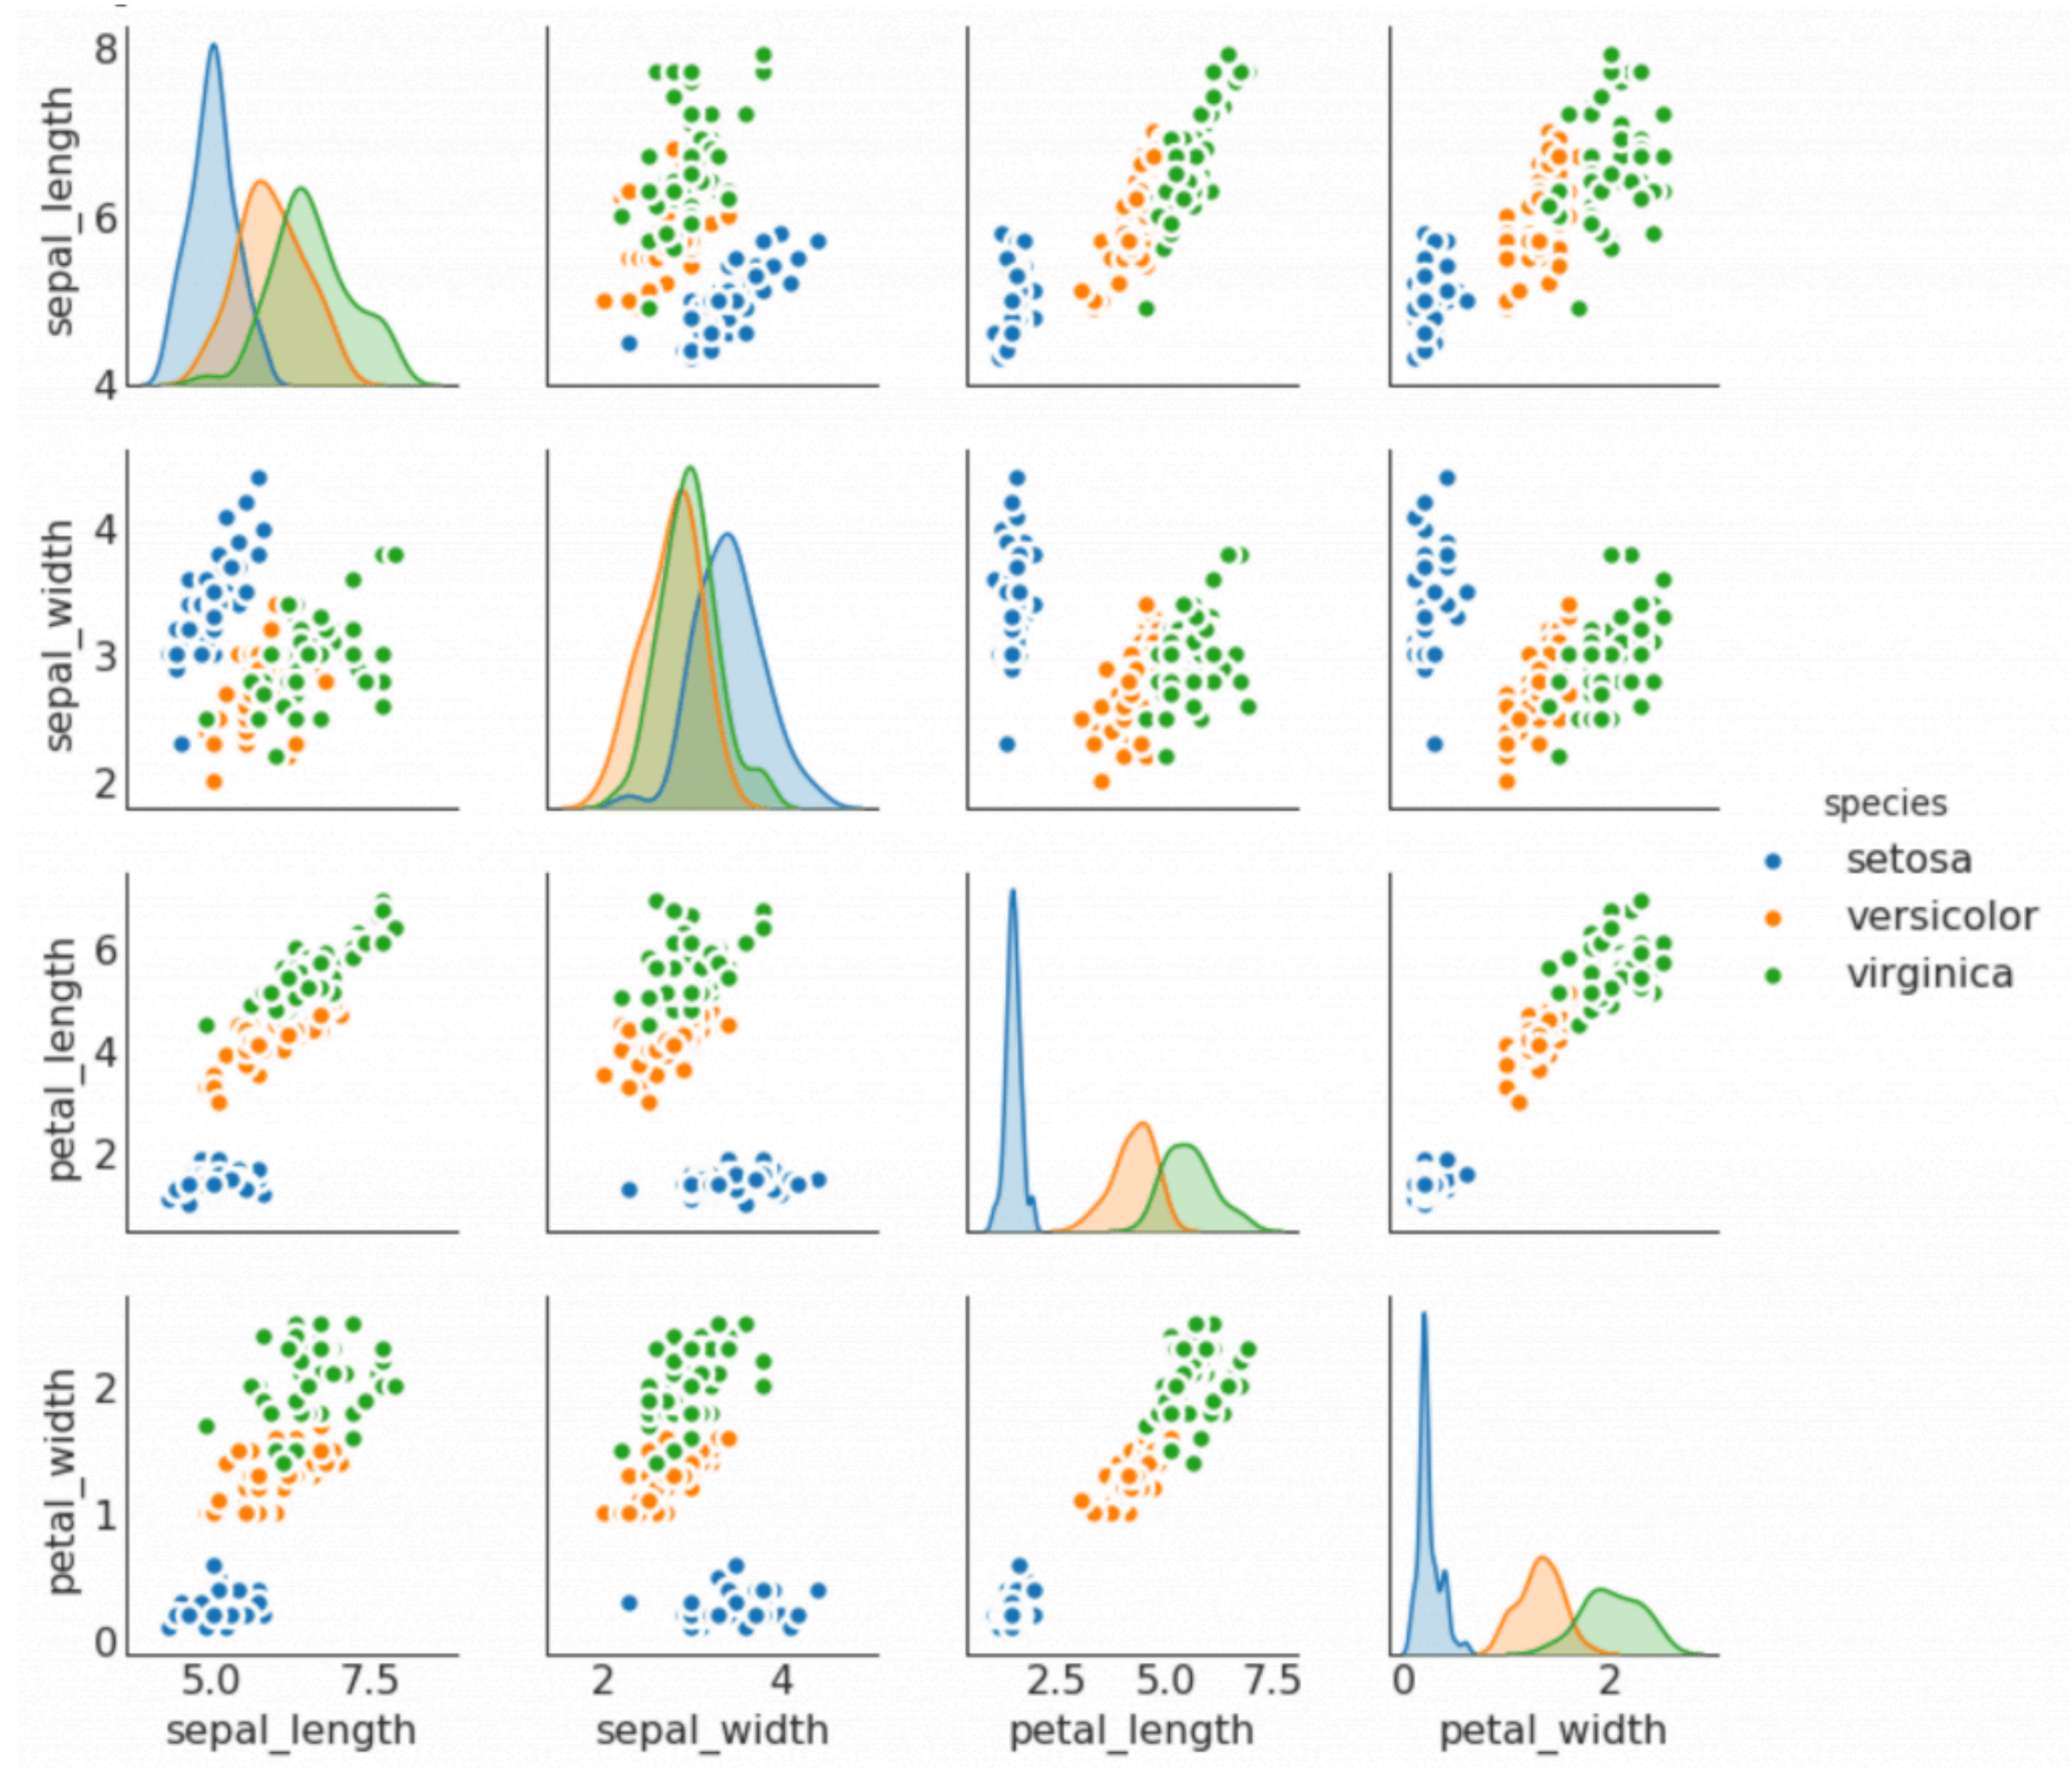 8
6
4
sepal_length
4
3
2
sepal_width
species
setosa
versicolor
virginica
6
4
2
petal_length
2
1
0
petal_width
5.0 7.5 2 4 2.5 5.0 7.5 0 2
sepal_length sepal_width petal_length petal_width